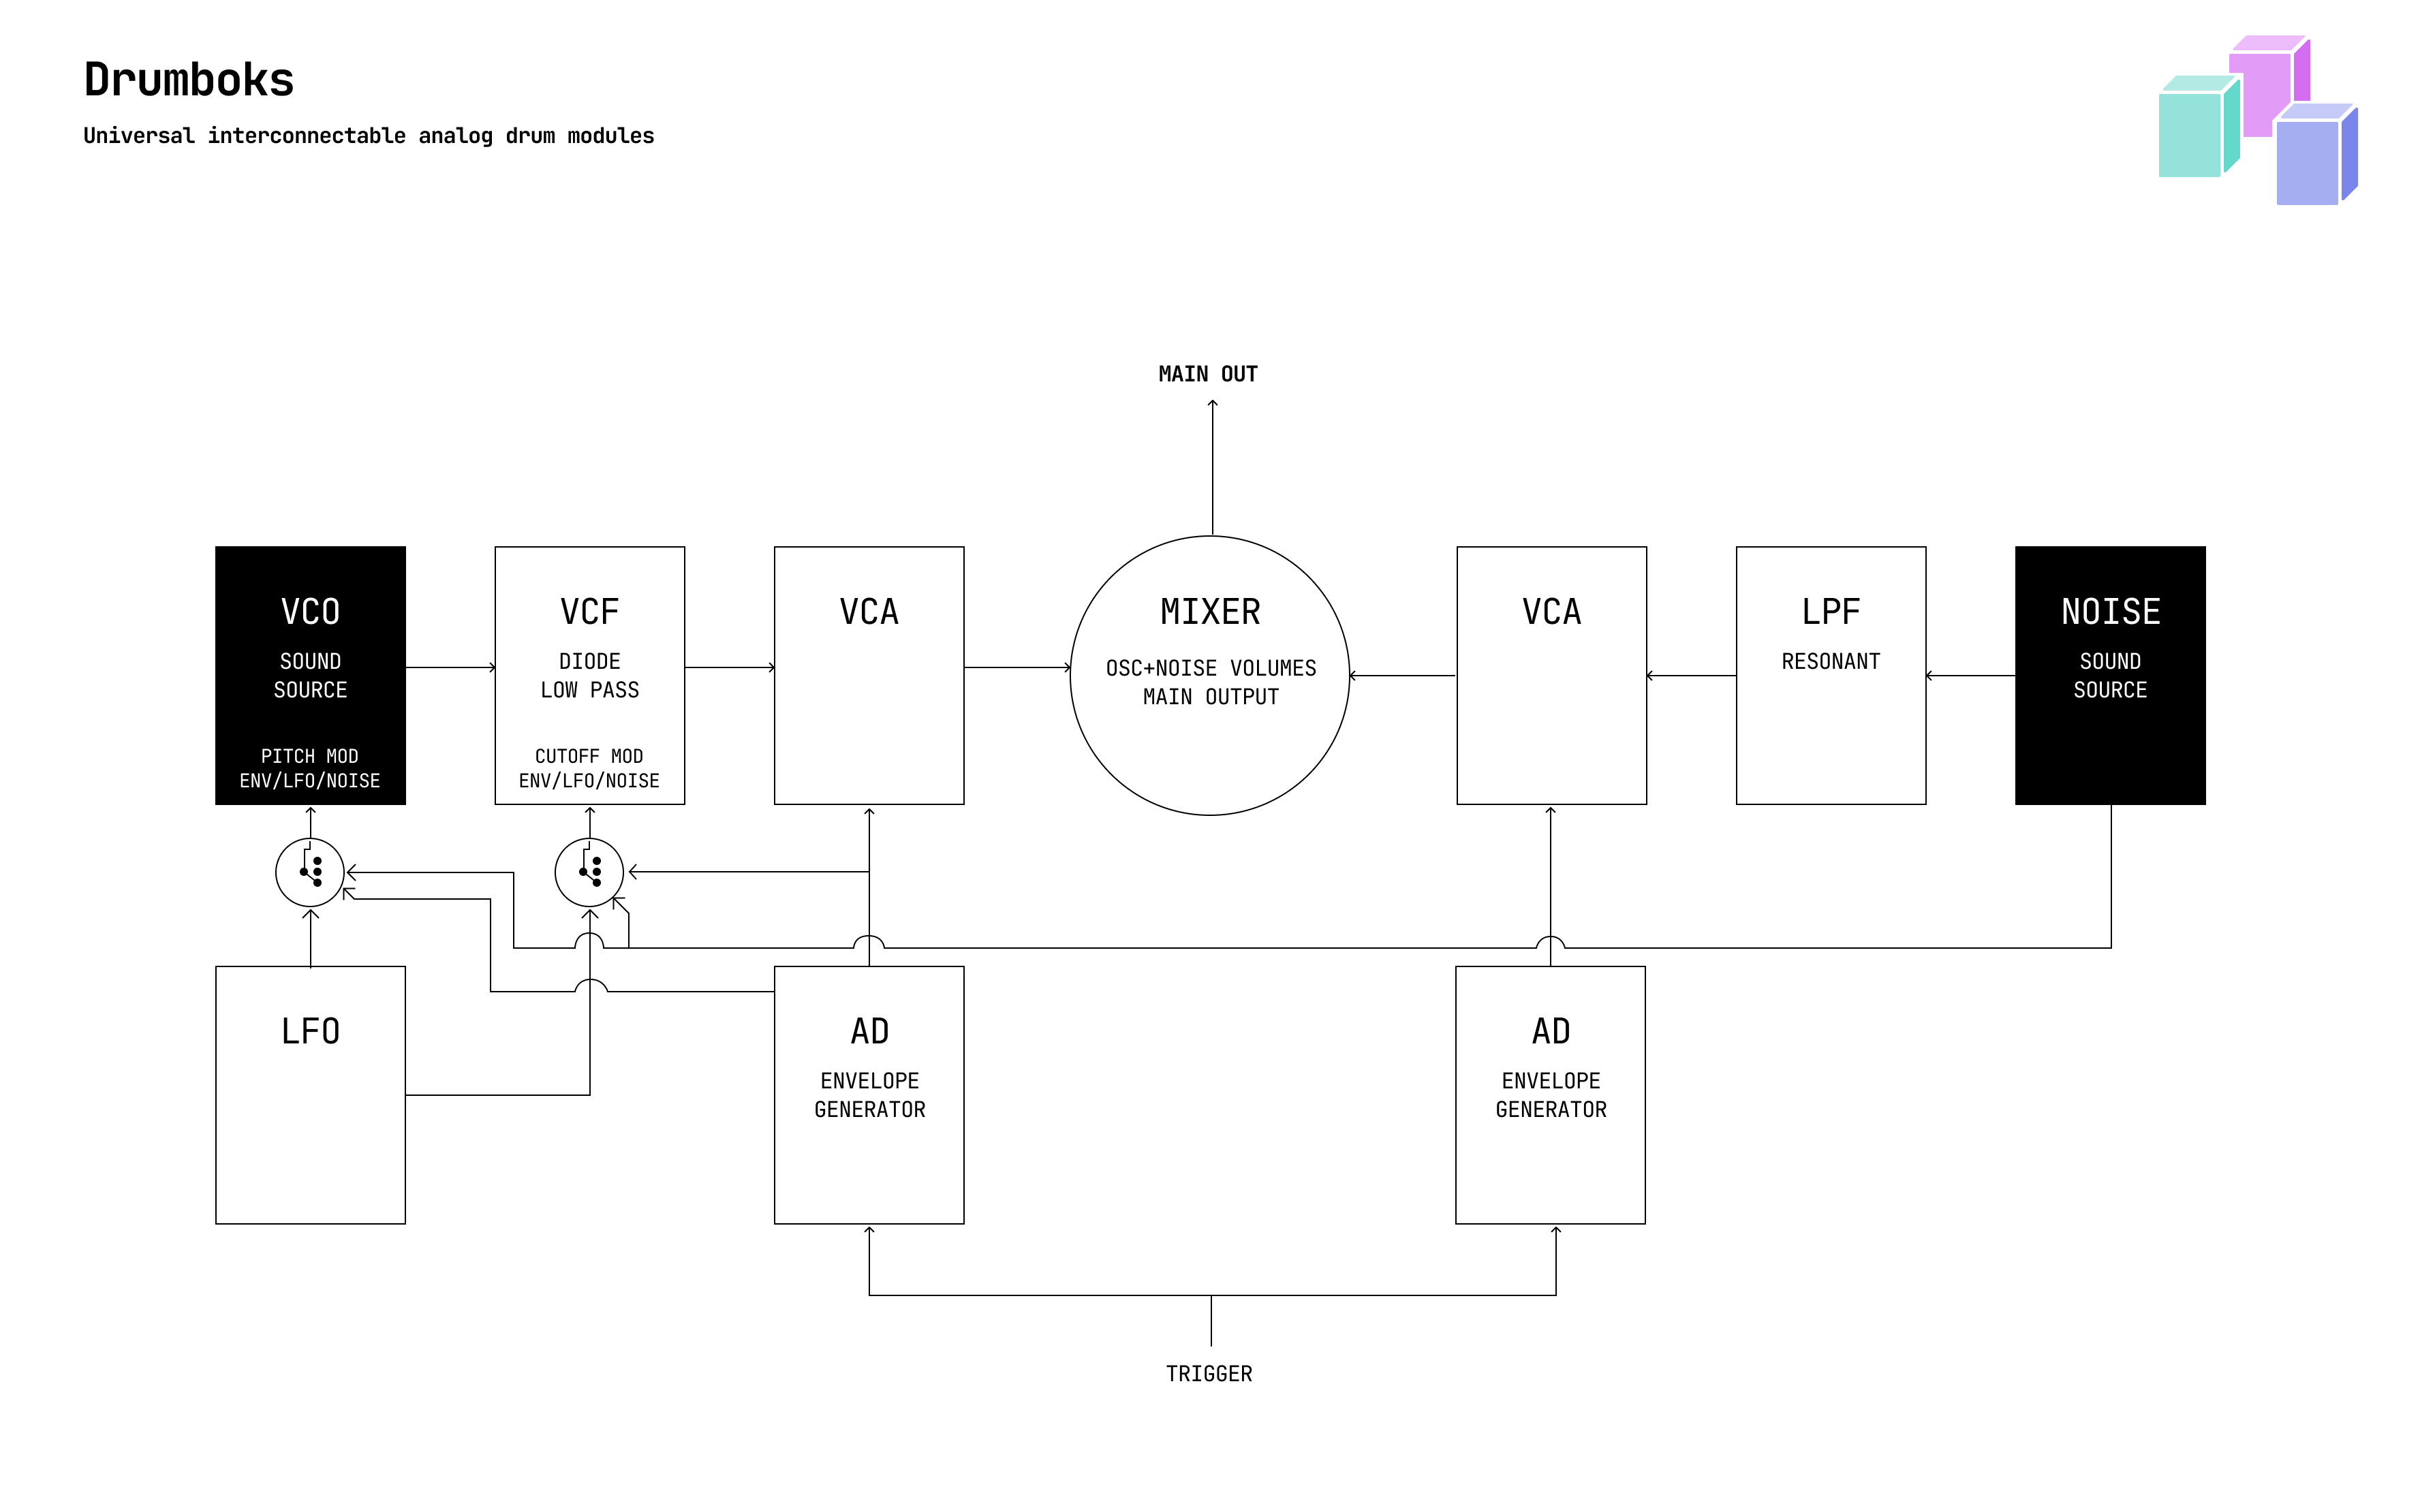 Drumboks
Universal interconnectable analog drum modules
MAIN OUT
VCO
SOUND
SOURCE
PITCH MOD
ENV/LFO/NOISE
VCF
DIODE
LOW PASS
CUTOFF MOD
ENV/LFO/NOISE
VCA
MIXER
OSC+NOISE VOLUMES
MAIN OUTPUT
VCA
LPF
RESONANT
NOISE
SOUND
SOURCE
LFO
AD
ENVELOPE
GENERATOR
AD
ENVELOPE
GENERATOR
TRIGGER